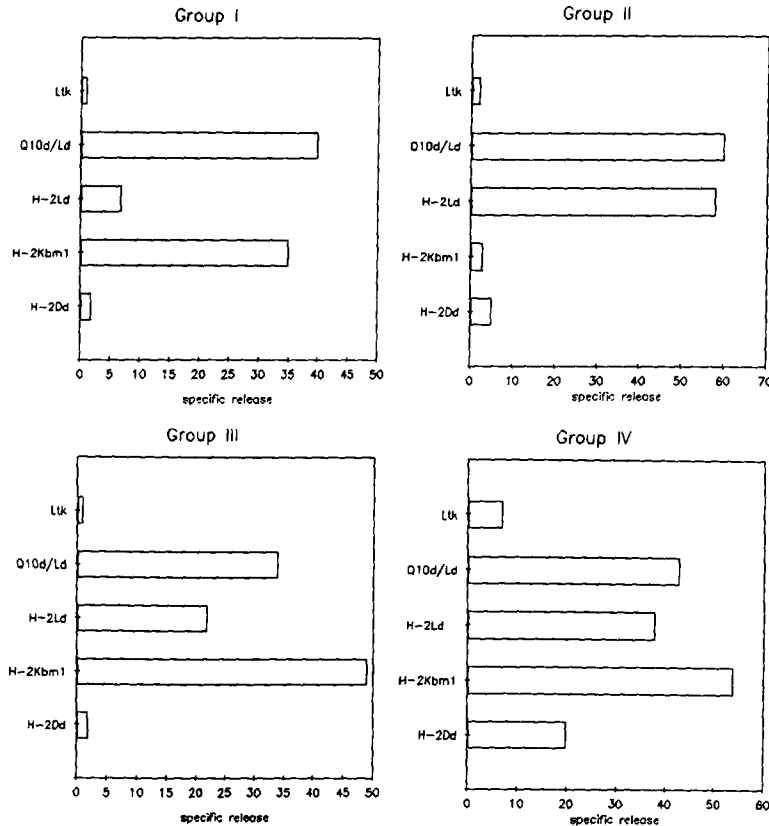 Group I
Ltk
Q10d/Ld
H-2Ld
H-2Kbm1
H-2Dd
0 5 10 15 20 25 30 35 40 45 50
specific release
Group II
Ltk
Q10d/Ld
H-2Ld
H-2Kbm1
H-2Dd
0 10 20 30 40 50 60 70
specific release
Group III
Ltk
Q10d/Ld
H-2Ld
H-2Kbm1
H-2Dd
0 5 10 15 20 25 30 35 40 45 50
specific release
Group IV
Ltk
Q10d/Ld
H-2Ld
H-2Kbm1
H-2Dd
0 10 20 30 40 50 60
specific release